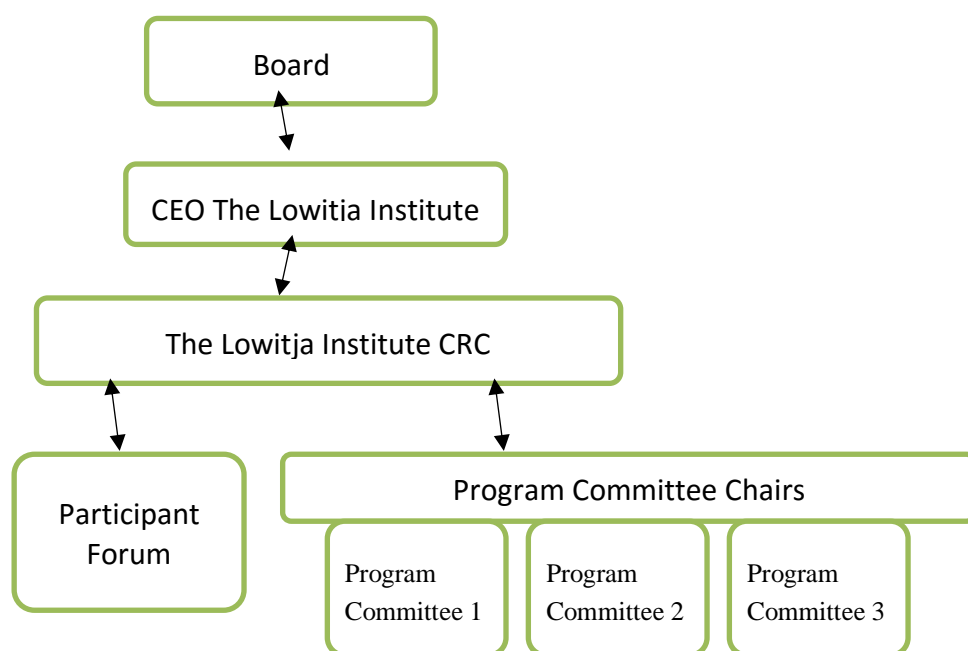 Board
CEO The Lowitja Institute
The Lowitja Institute CRC
Participant
Forum
Program Committee Chairs
Program
Committee 1
Program
Committee 2
Program
Committee 3